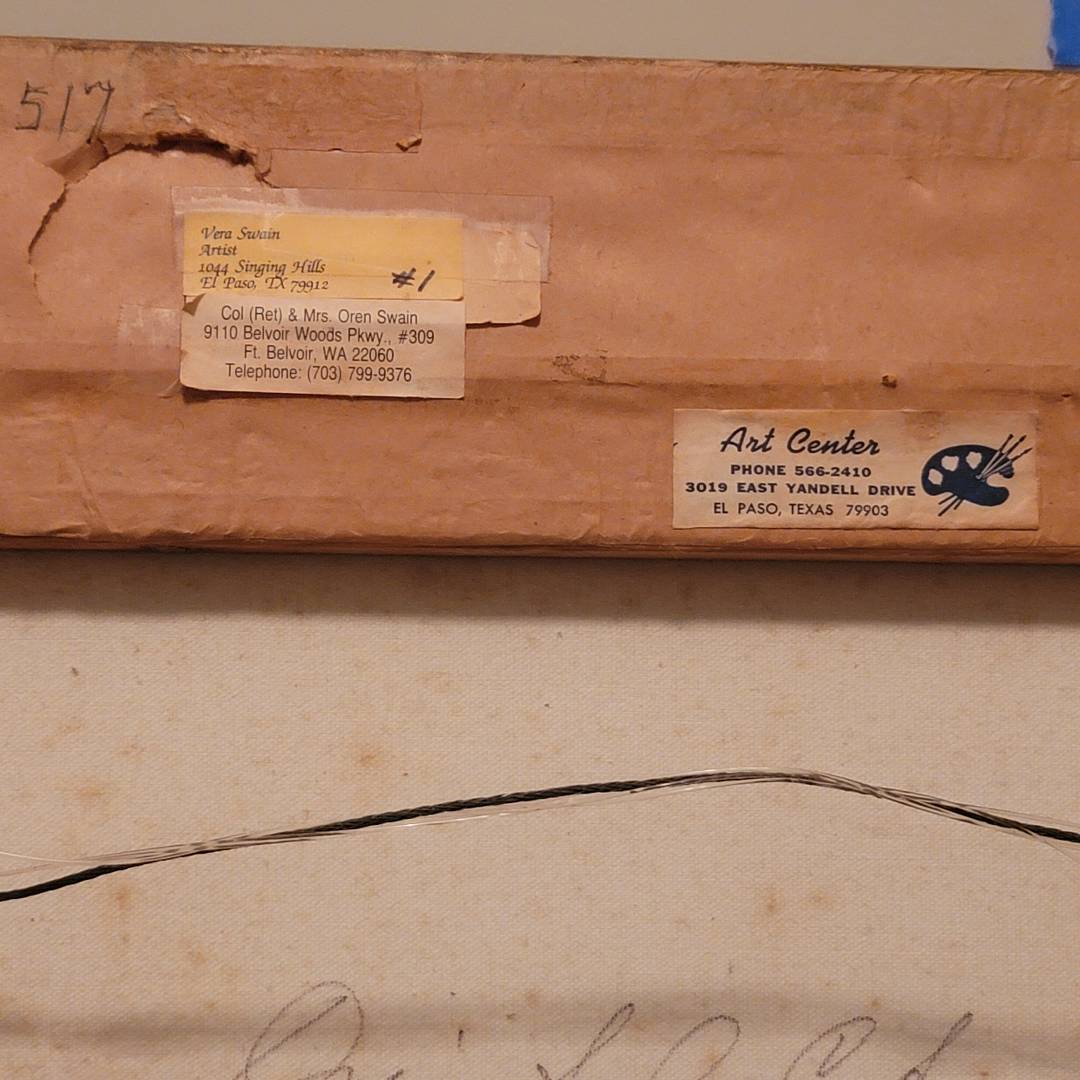 517
Vera Swain
Artist
1044 Singing Hills
El Paso, TX 79912
#1
Col (Ret) & Mrs. Oren Swain
9110 Belvoir Woods Pkwy., #309
Ft. Belvoir, WA 22060
Telephone: (703) 799-9376
Art Center
PHONE 566-2410
3019 EAST YANDELL DRIVE
EL PASO, TEXAS 79903